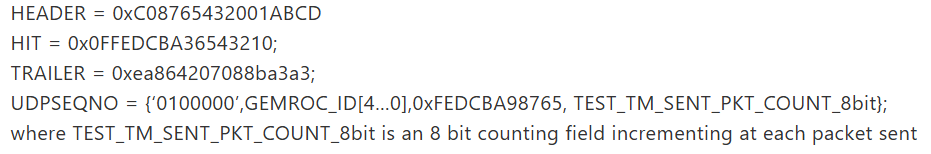 HEADER = 0xC08765432001ABCD
HIT = 0x0FFEDCBA36543210;
TRAILER = 0xea864207088ba3a3;
UDPSEQNO = {‘0100000’,GEMROC_ID[4…0],0xFEDCBA98765, TEST_TM_SENT_PKT_COUNT_8bit};
where TEST_TM_SENT_PKT_COUNT_8bit is an 8 bit counting field incrementing at each packet sent